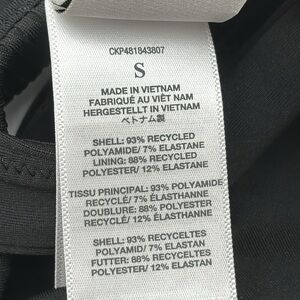 CKP481843807
S
MADE IN VIETNAM
FABRIQUÉ AU VIÊT NAM
HERGESTELLT IN VIETNAM
ベトナム製
SHELL: 93% RECYCLED
POLYAMIDE/ 7% ELASTANE
LINING: 88% RECYCLED
POLYESTER/ 12% ELASTANE
TISSU PRINCIPAL: 93% POLYAMIDE
RECYCLÉ/ 7% ÉLASTHANNE
DOUBLURE: 88% POLYESTER
RECYCLÉ/ 12% ÉLASTHANNE
SHELL: 93% RECYCELTES
POLYAMID/ 7% ELASTAN
FUTTER: 88% RECYCELTES
POLYESTER/ 12% ELASTAN